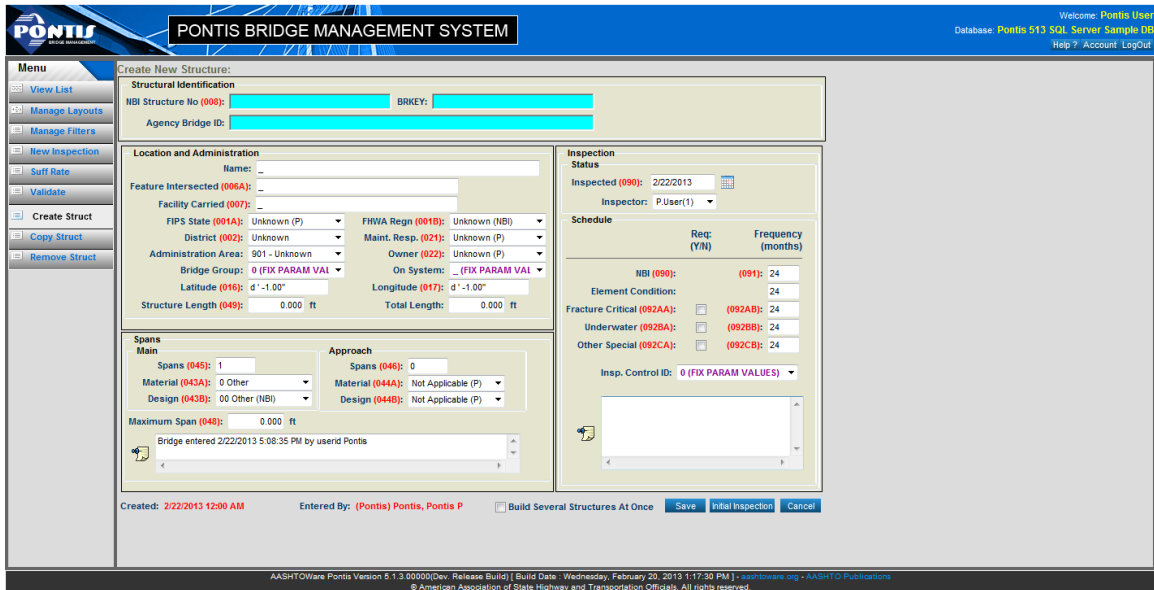 PONTIS
BRIDGE MANAGEMENT
PONTIS BRIDGE MANAGEMENT SYSTEM
Welcome: Pontis User
Database: Pontis 513 SQL Server Sample DB
Help ? Account LogOut
Menu
View List
Manage Layouts
Manage Filters
New Inspection
Suff Rate
Validate
Create Struct
Copy Struct
Remove Struct
Create New Structure:
Structural Identification
NBI Structure No (008): BRKEY:
Agency Bridge ID:
Location and Administration
Name: _
Feature Intersected (006A): _
Facility Carried (007): _
FIPS State (001A): Unknown (P) FHWA Regn (001B): Unknown (NBI)
District (002): Unknown Maint. Resp. (021): Unknown (P)
Administration Area: 901 - Unknown Owner (022): Unknown (P)
Bridge Group: 0 (FIX PARAM VAL On System: _ (FIX PARAM VAL
Latitude (016): d ' -1.00" Longitude (017): d ' -1.00"
Structure Length (049): 0.000 ft Total Length: 0.000 ft
Spans
Main Approach
Spans (045): 1 Spans (046): 0
Material (043A): 0 Other Material (044A): Not Applicable (P)
Design (043B): 00 Other (NBI) Design (044B): Not Applicable (P)
Maximum Span (048): 0.000 ft
Bridge entered 2/22/2013 5:08:35 PM by userid Pontis
Inspection
Status
Inspected (090): 2/22/2013
Inspector: P.User(1)
Schedule
Req: Frequency
(Y/N) (months)
NBI (090): (091): 24
Element Condition: 24
Fracture Critical (092AA): (092AB): 24
Underwater (092BA): (092BB): 24
Other Special (092CA): (092CB): 24
Insp. Control ID: 0 (FIX PARAM VALUES)
Created: 2/22/2013 12:00 AM Entered By: (Pontis) Pontis, Pontis P Build Several Structures At Once Save Initial Inspection Cancel
AASHTOWare Pontis Version 5.1.3.00000(Dev. Release Build) [ Build Date : Wednesday, February 20, 2013 1:17:30 PM ] - aashtoware.org - AASHTO Publications
© American Association of State Highway and Transportation Officials. All rights reserved.